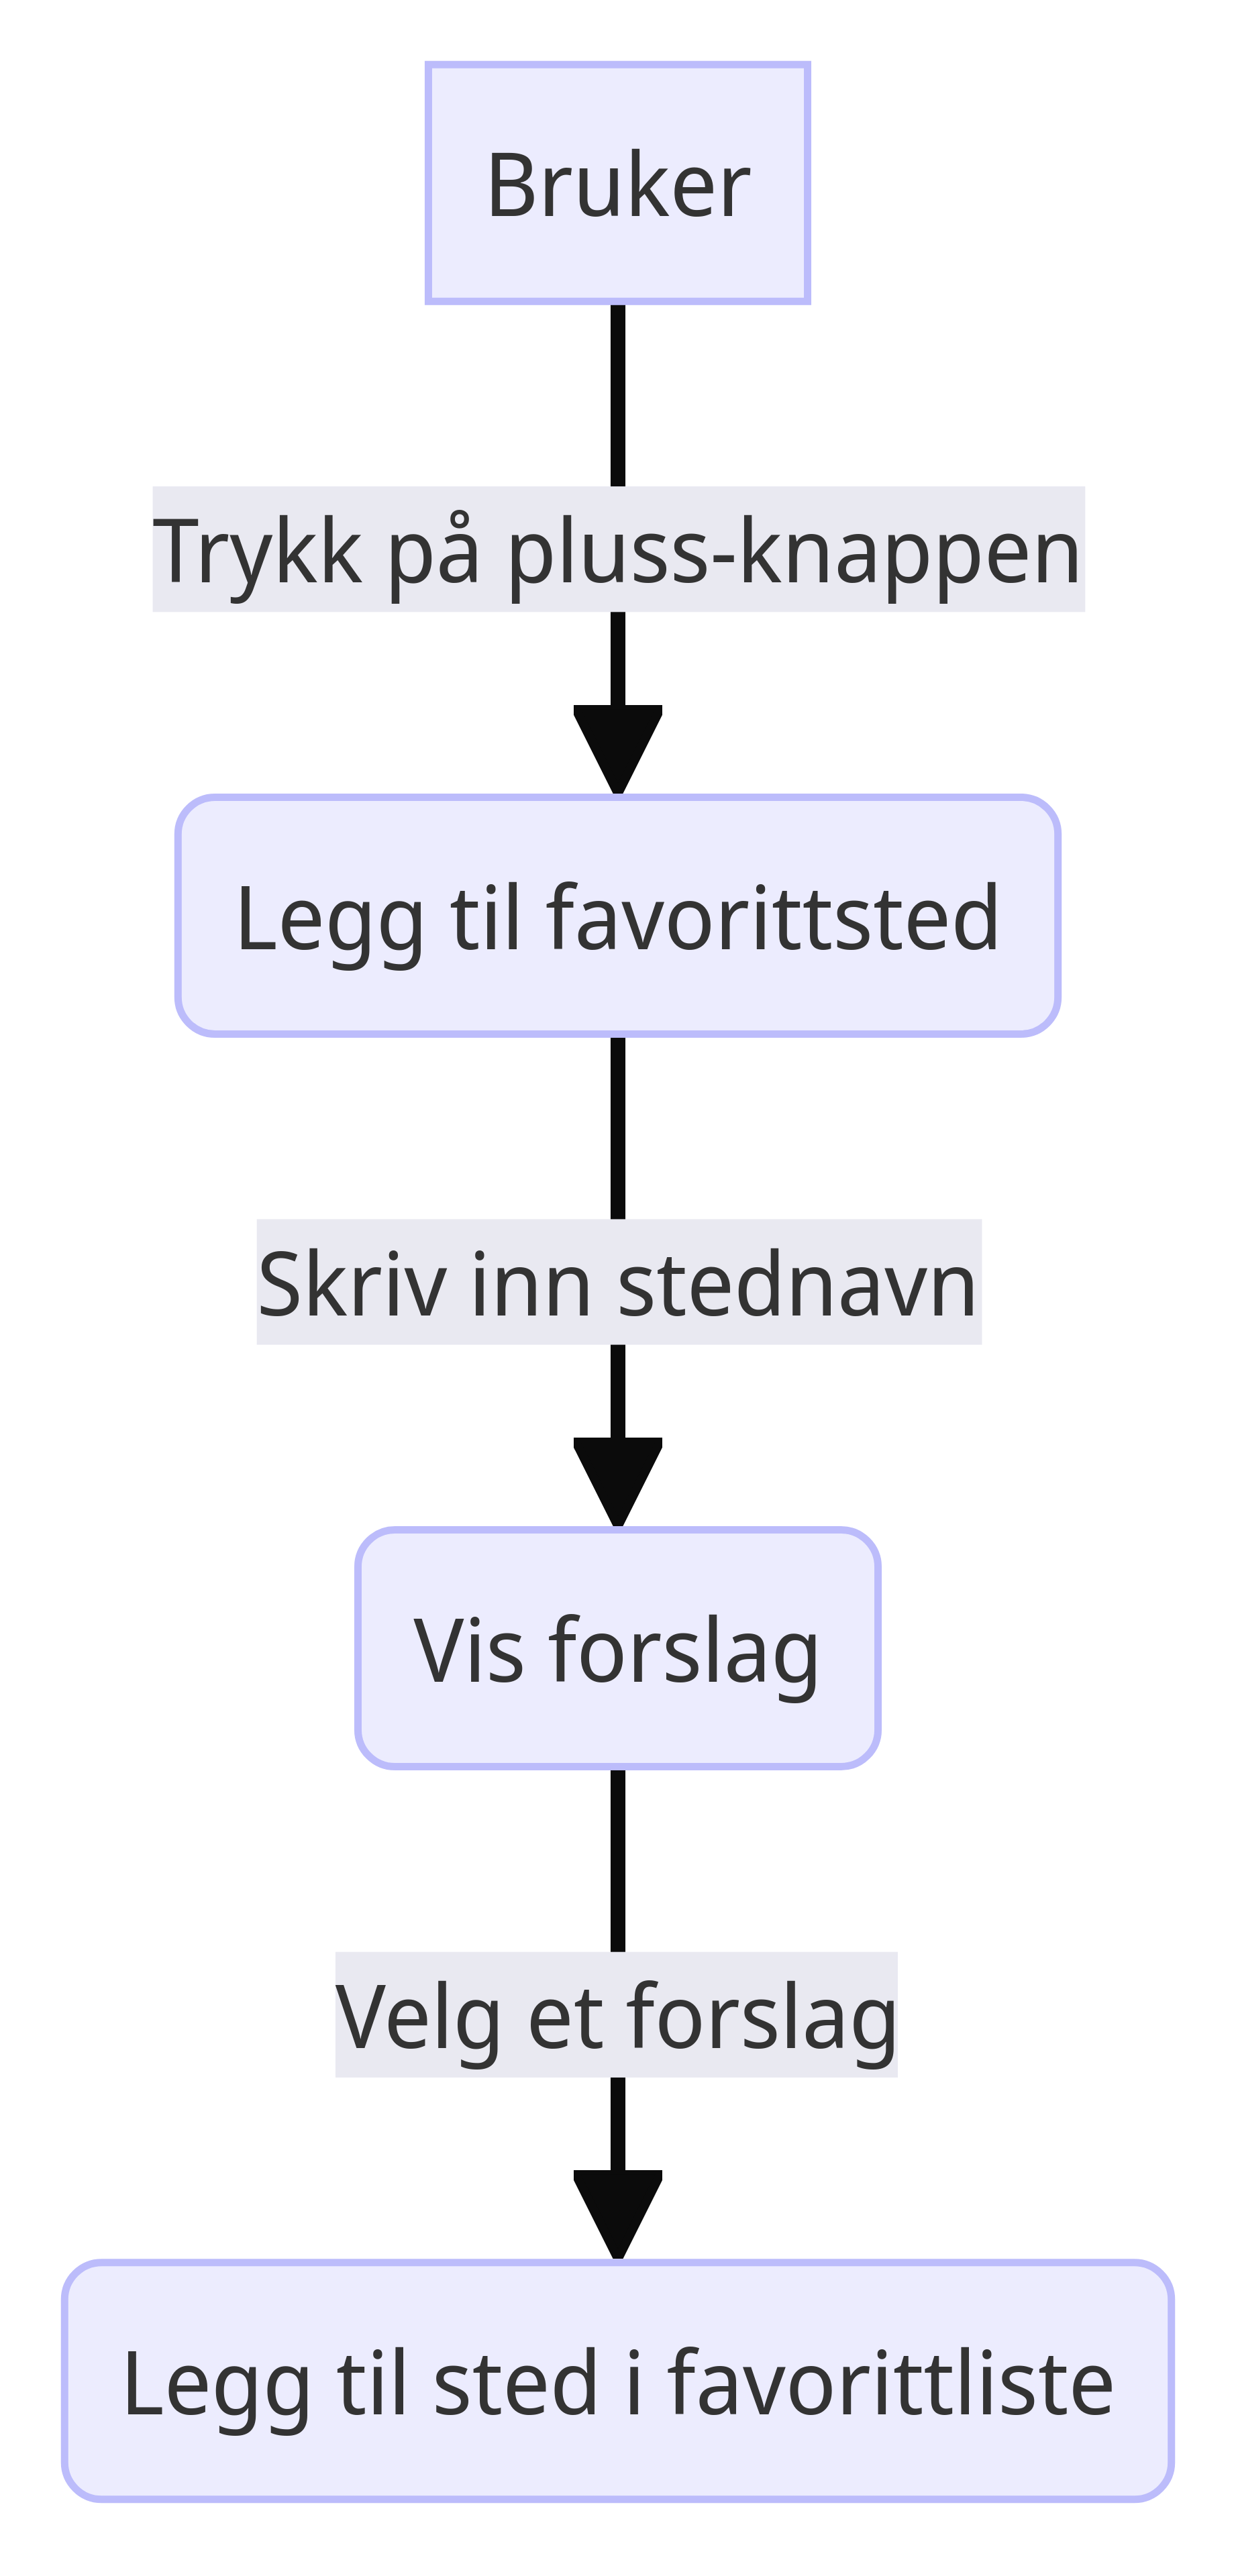 Bruker
Trykk på pluss-knappen
Legg til favorittsted
Skriv inn stednavn
Vis forslag
Velg et forslag
Legg til sted i favorittliste